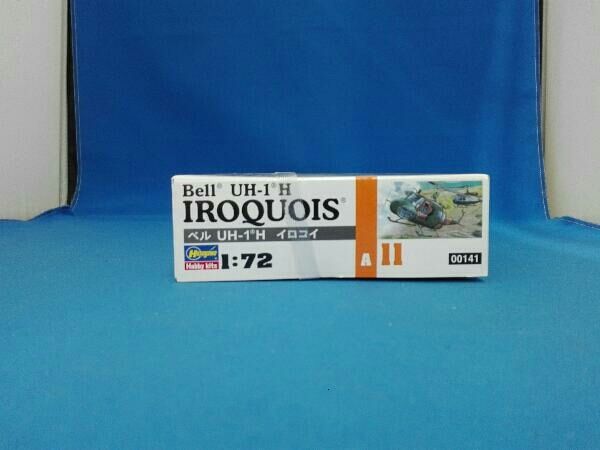 Bell® UH-1®H
IROQUOIS®
ベル UH-1®H イロコイ
Hasegawa
Hobby kits
1:72
A 11
00141